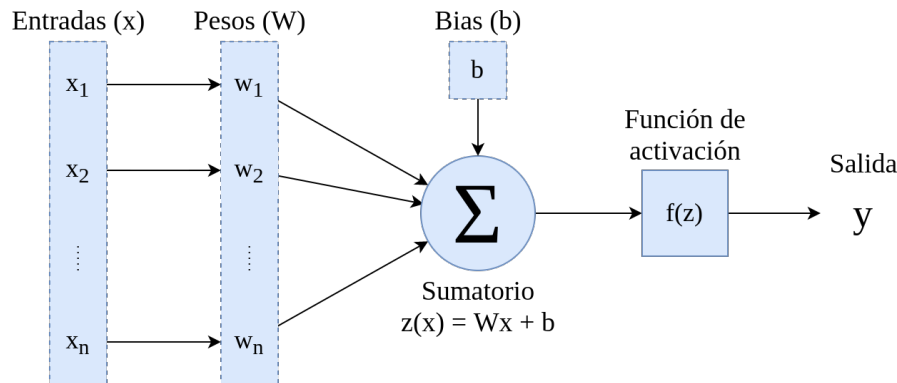 Entradas (x)
Pesos (W)
Bias (b)
x1
w1
b
x2
w2
Función de
activación
Salida
Σ
f(z)
y
.....
.....
Sumatorio
z(x) = Wx + b
xn
wn